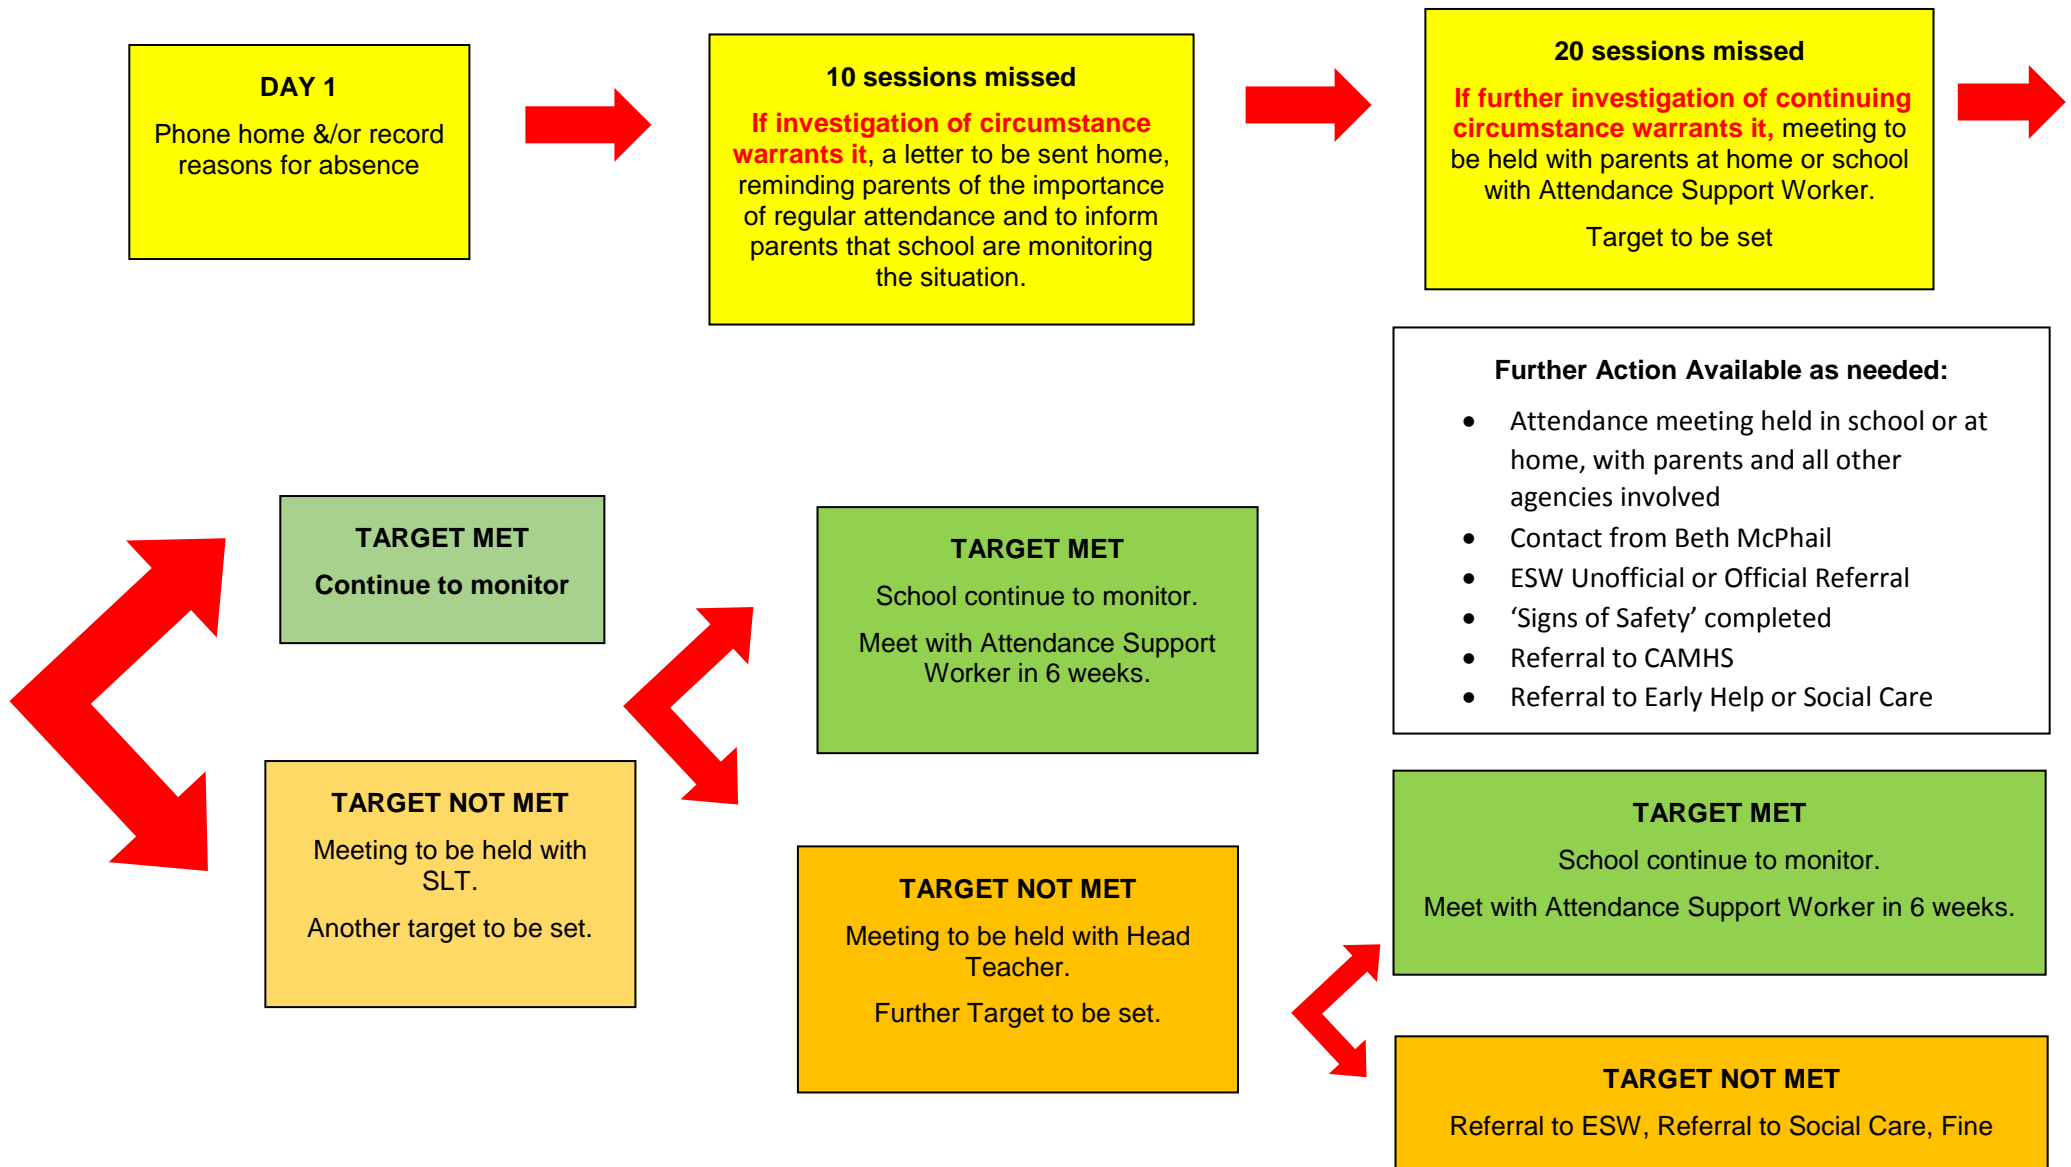 DAY 1
Phone home &/or record
reasons for absence
10 sessions missed
If investigation of circumstance
warrants it, a letter to be sent home,
reminding parents of the importance
of regular attendance and to inform
parents that school are monitoring
the situation.
20 sessions missed
If further investigation of continuing
circumstance warrants it, meeting to
be held with parents at home or school
with Attendance Support Worker.
Target to be set
Further Action Available as needed:
• Attendance meeting held in school or at
home, with parents and all other
agencies involved
• Contact from Beth McPhail
• ESW Unofficial or Official Referral
• ‘Signs of Safety’ completed
• Referral to CAMHS
• Referral to Early Help or Social Care
TARGET MET
Continue to monitor
TARGET NOT MET
Meeting to be held with
SLT.
Another target to be set.
TARGET MET
School continue to monitor.
Meet with Attendance Support
Worker in 6 weeks.
TARGET NOT MET
Meeting to be held with Head
Teacher.
Further Target to be set.
TARGET MET
School continue to monitor.
Meet with Attendance Support Worker in 6 weeks.
TARGET NOT MET
Referral to ESW, Referral to Social Care, Fine